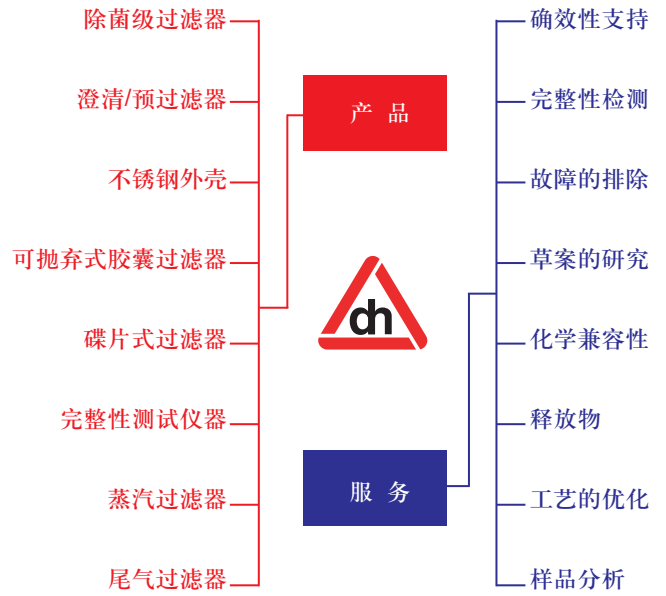 除菌级过滤器
澄清/预过滤器
不锈钢外壳
可抛弃式胶囊过滤器
碟片式过滤器
完整性测试仪器
蒸汽过滤器
尾气过滤器
产品
dh
服务
确效性支持
完整性检测
故障的排除
草案的研究
化学兼容性
释放物
工艺的优化
样品分析